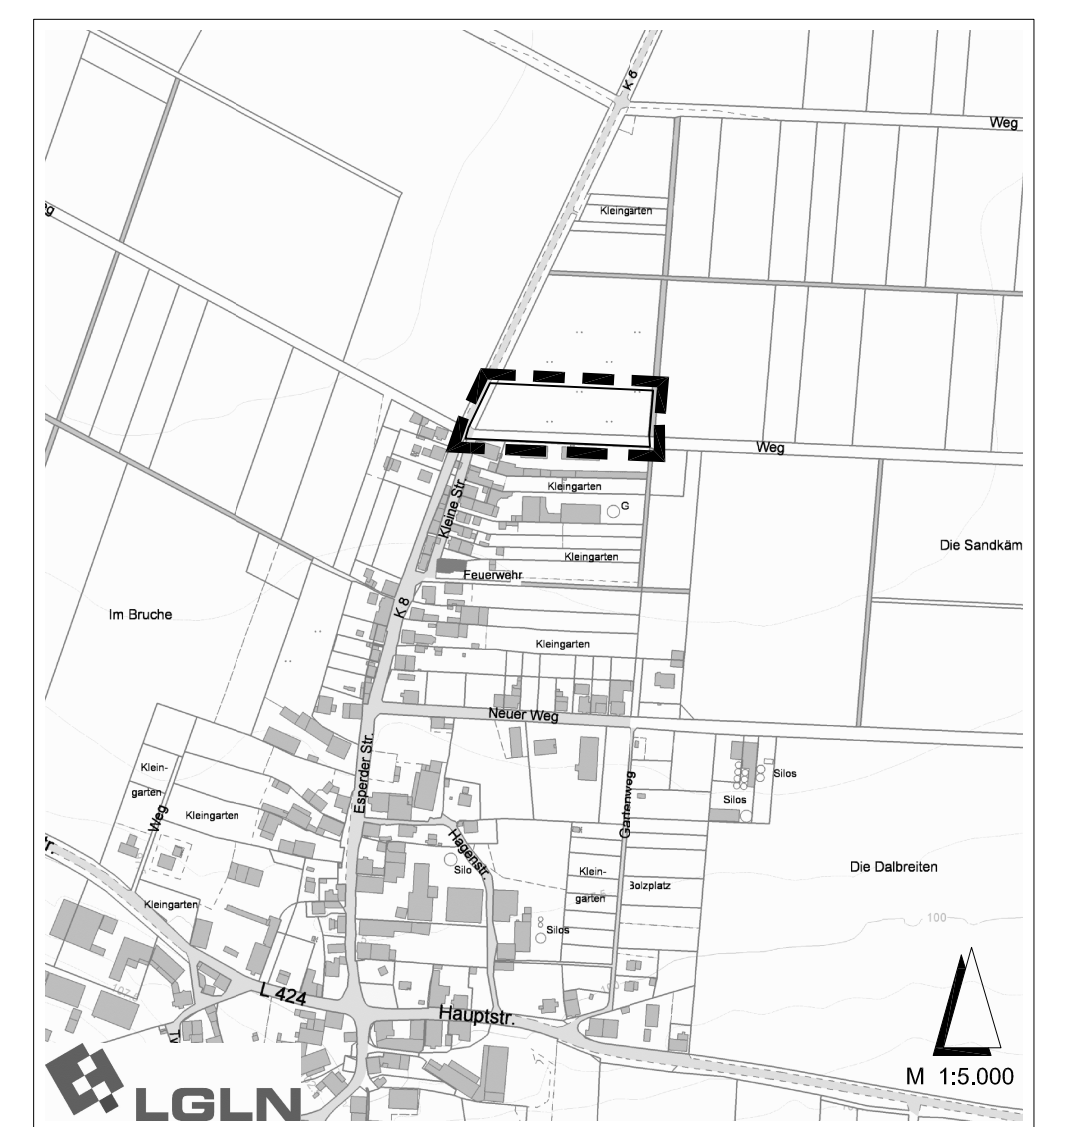 K 6
Weg
Kleingarten
Weg
Kleine Str.
Kleingarten
G
Die Sandkäm
Kleingarten
Feuerwehr
K 8
Im Bruche
Kleingarten
Neuer Weg
Esperder Str.
Klein-
garten
Silos
Weg
Kleingarten
Silos
Gartenweg
Hagenstr.
Silo
Klein-
garten
Bolzplatz
Die Dalbreiten
Kleingarten
Silos
100
L 424
Hauptstr.
100
M 1:5.000
LGLN